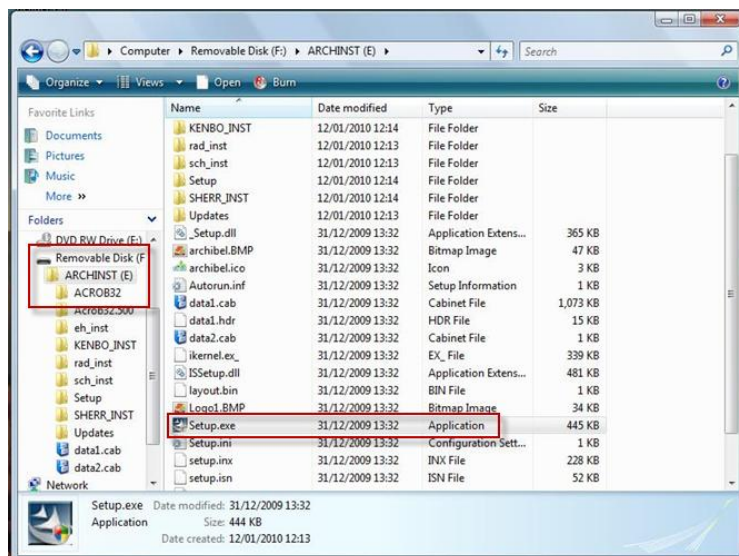 Computer ▸ Removable Disk (F:) ▸ ARCHINST (E) ▸ Search
Organize Views Open Burn
Favorite Links
Documents
Pictures
Music
More »
Folders
DVD RW Drive (E:)
Removable Disk (F
ARCHINST (E)
ACROB32
Acrob32.500
eh_inst
KENBO_INST
rad_inst
sch_inst
Setup
SHERR_INST
Updates
data1.cab
data2.cab
Network
Name Date modified Type Size
KENBO_INST 12/01/2010 12:14 File Folder
rad_inst 12/01/2010 12:13 File Folder
sch_inst 12/01/2010 12:13 File Folder
Setup 12/01/2010 12:14 File Folder
SHERR_INST 12/01/2010 12:14 File Folder
Updates 12/01/2010 12:13 File Folder
_Setup.dll 31/12/2009 13:32 Application Extens... 365 KB
archibel.BMP 31/12/2009 13:32 Bitmap Image 47 KB
archibel.ico 31/12/2009 13:32 Icon 3 KB
Autorun.inf 31/12/2009 13:32 Setup Information 1 KB
data1.cab 31/12/2009 13:32 Cabinet File 1,073 KB
data1.hdr 31/12/2009 13:32 HDR File 15 KB
data2.cab 31/12/2009 13:32 Cabinet File 1 KB
ikernel.ex_ 31/12/2009 13:32 EX_ File 339 KB
ISSetup.dll 31/12/2009 13:32 Application Extens... 481 KB
layout.bin 31/12/2009 13:32 BIN File 1 KB
Logo1.BMP 31/12/2009 13:32 Bitmap Image 34 KB
Setup.exe 31/12/2009 13:32 Application 445 KB
Setup.ini 31/12/2009 13:32 Configuration Sett... 1 KB
setup.inx 31/12/2009 13:32 INX File 228 KB
setup.isn 31/12/2009 13:32 ISN File 52 KB
Setup.exe Date modified: 31/12/2009 13:32
Application Size: 444 KB
Date created: 12/01/2010 12:13